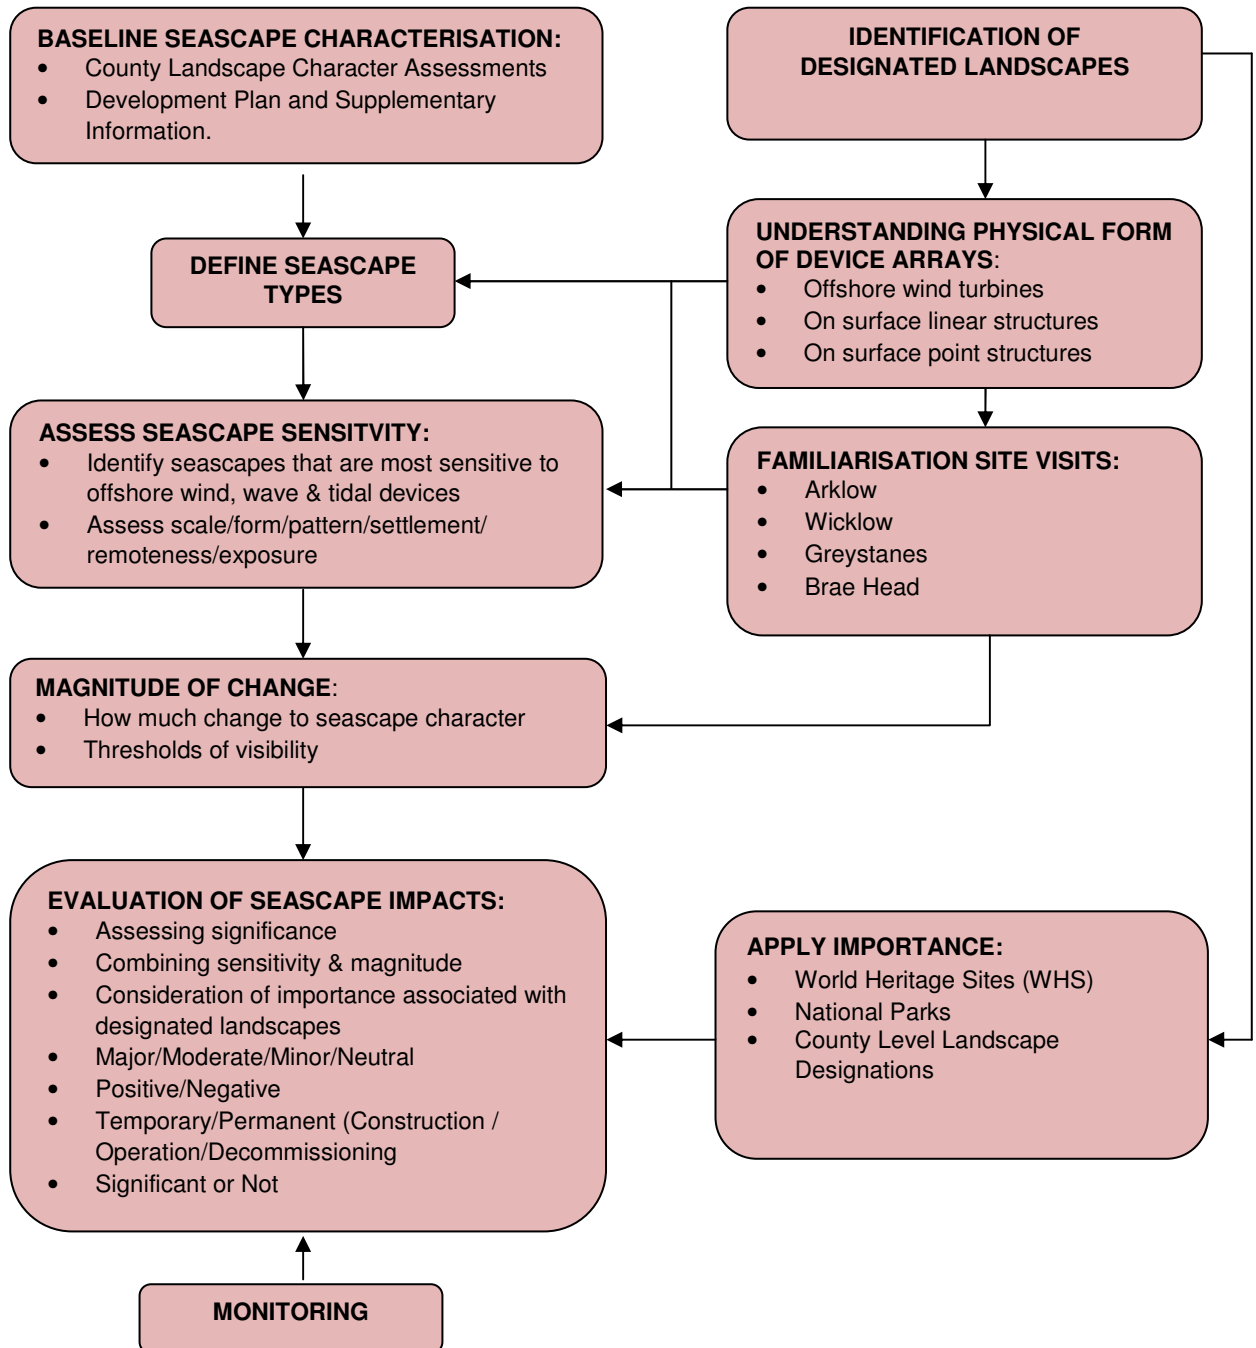 BASELINE SEASCAPE CHARACTERISATION:
• County Landscape Character Assessments
• Development Plan and Supplementary
Information.
IDENTIFICATION OF
DESIGNATED LANDSCAPES
UNDERSTANDING PHYSICAL FORM
OF DEVICE ARRAYS:
• Offshore wind turbines
• On surface linear structures
• On surface point structures
DEFINE SEASCAPE
TYPES
ASSESS SEASCAPE SENSITVITY:
• Identify seascapes that are most sensitive to
offshore wind, wave & tidal devices
• Assess scale/form/pattern/settlement/
remoteness/exposure
FAMILIARISATION SITE VISITS:
• Arklow
• Wicklow
• Greystanes
• Brae Head
MAGNITUDE OF CHANGE:
• How much change to seascape character
• Thresholds of visibility
EVALUATION OF SEASCAPE IMPACTS:
• Assessing significance
• Combining sensitivity & magnitude
• Consideration of importance associated with
designated landscapes
• Major/Moderate/Minor/Neutral
• Positive/Negative
• Temporary/Permanent (Construction /
Operation/Decommissioning
• Significant or Not
APPLY IMPORTANCE:
• World Heritage Sites (WHS)
• National Parks
• County Level Landscape
Designations
MONITORING